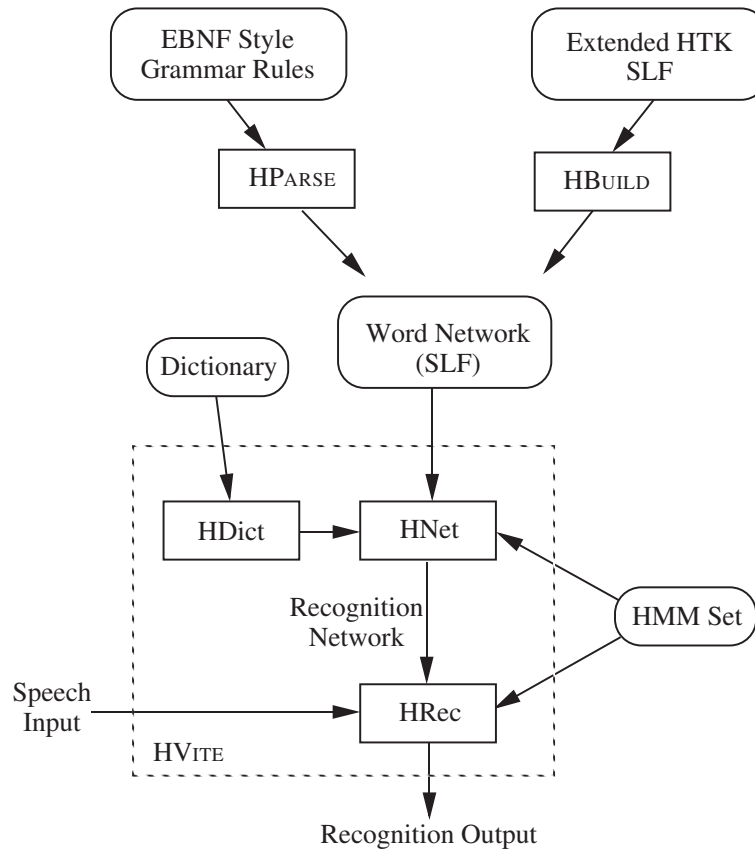 EBNF Style
Grammar Rules
Extended HTK
SLF
HPARSE
HBUILD
Word Network
(SLF)
Dictionary
HDict
HNet
Recognition
Network
HMM Set
Speech
Input
HRec
HVITE
Recognition Output